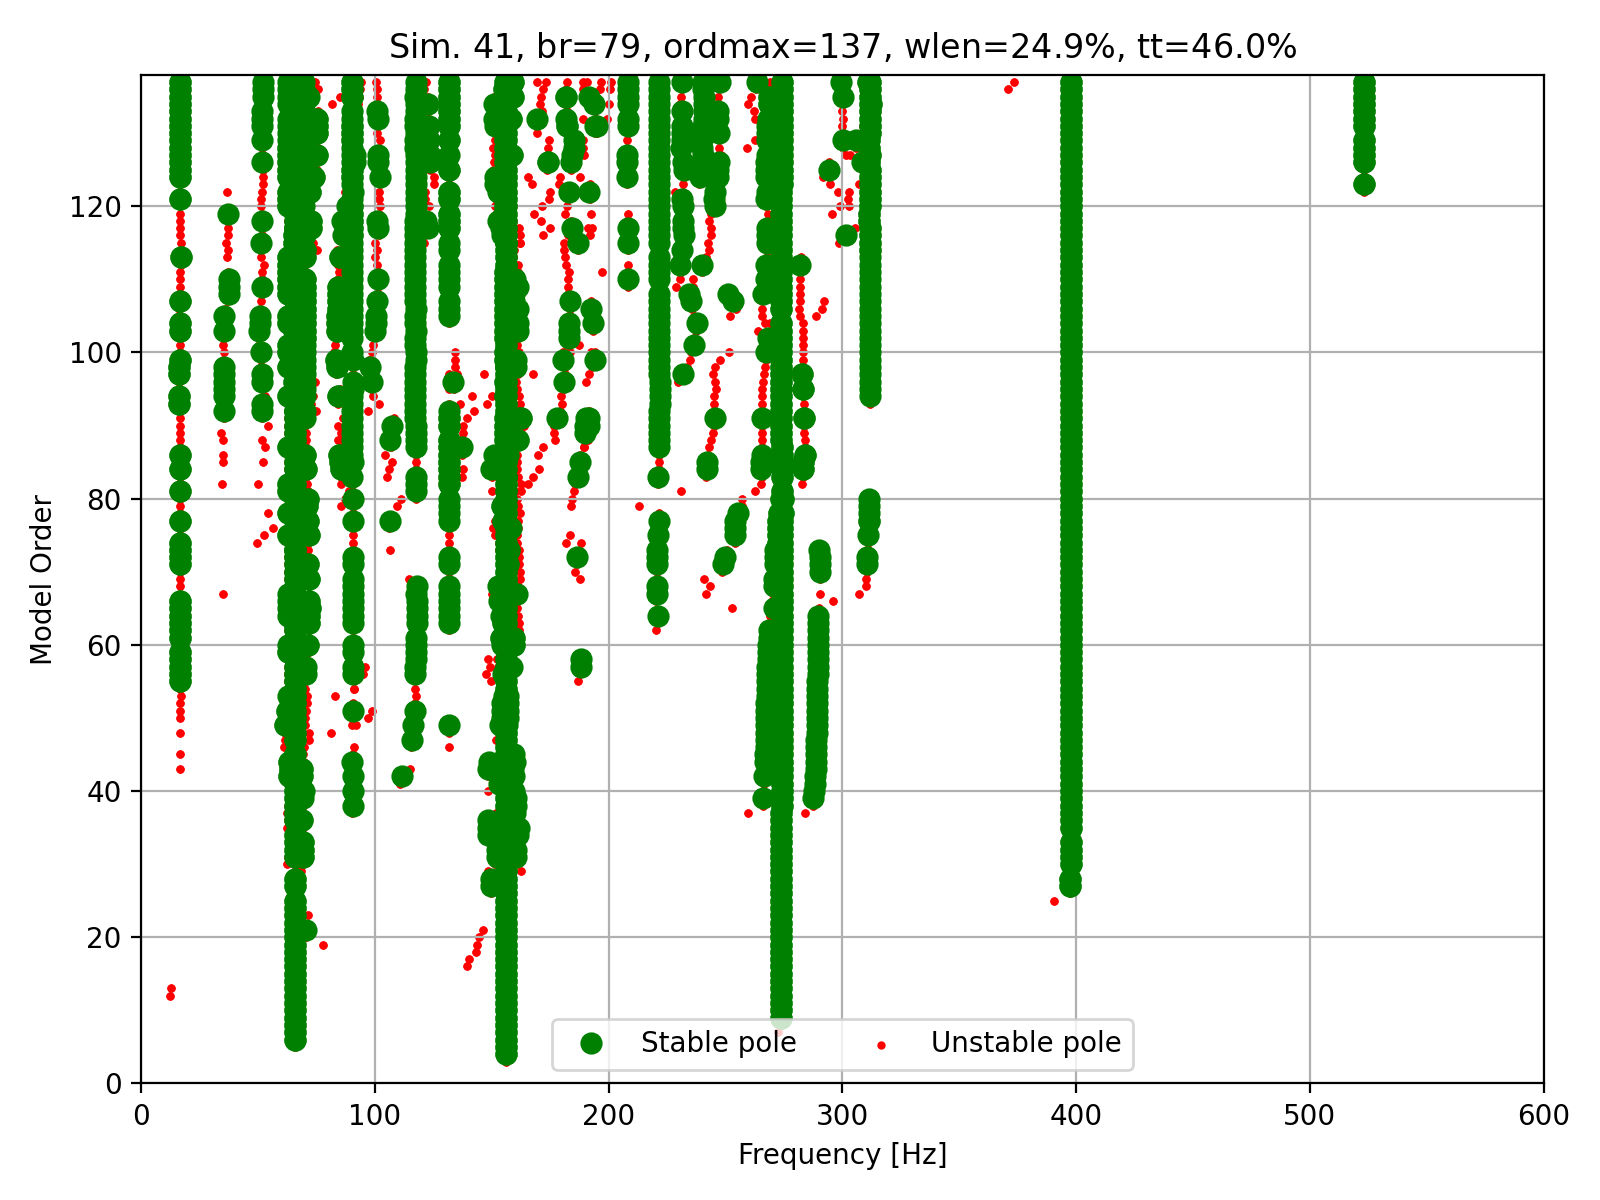 Sim. 41, br=79, ordmax=137, wlen=24.9%, tt=46.0%
Model Order
120
100
80
60
40
20
0
Stable pole
Unstable pole
0 100 200 300 400 500 600
Frequency [Hz]